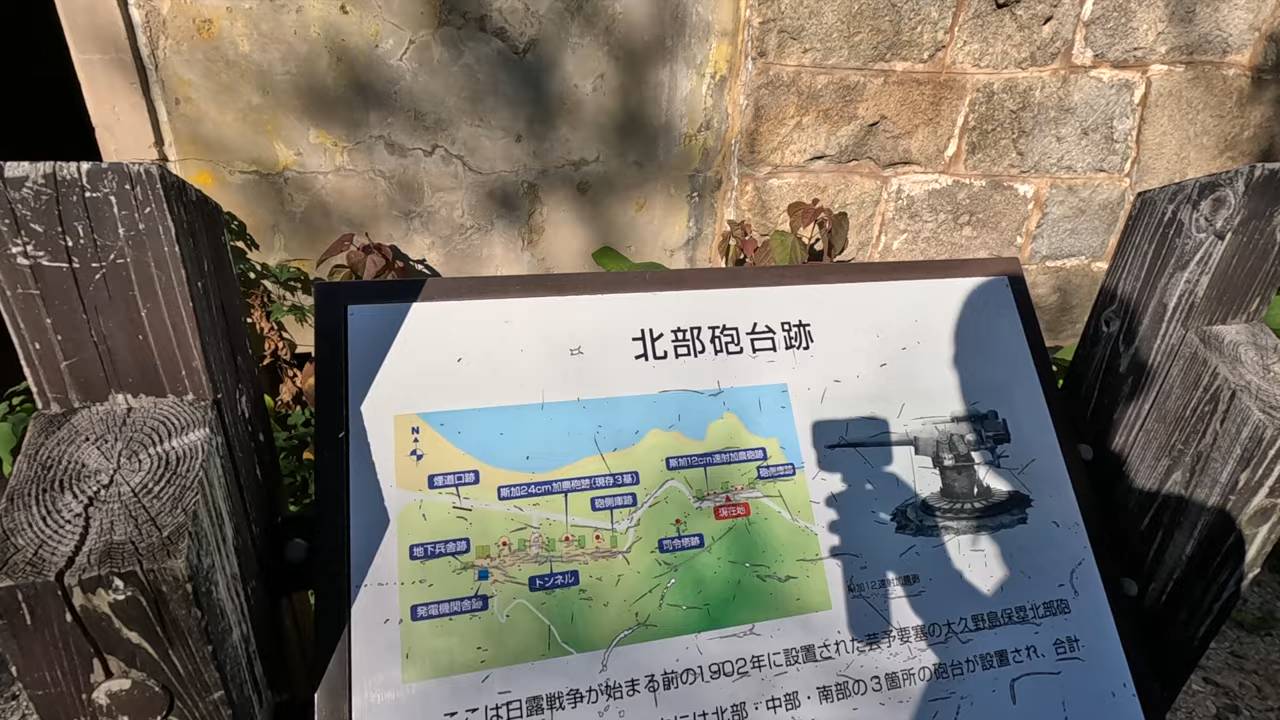 北部砲台跡
N
煙道口跡
斯加24cm加農砲跡(現存3基)
砲側庫跡
斯加12cm速射加農砲跡
砲側庫跡
現在地
司令塔跡
地下兵舎跡
トンネル
発電機関舎跡
斯加12速射加農砲
ここは日露戦争が始まる前の1902年に設置された芸予要塞の大久野島保塁北部砲
には北部・中部・南部の3箇所の砲台が設置され、合計